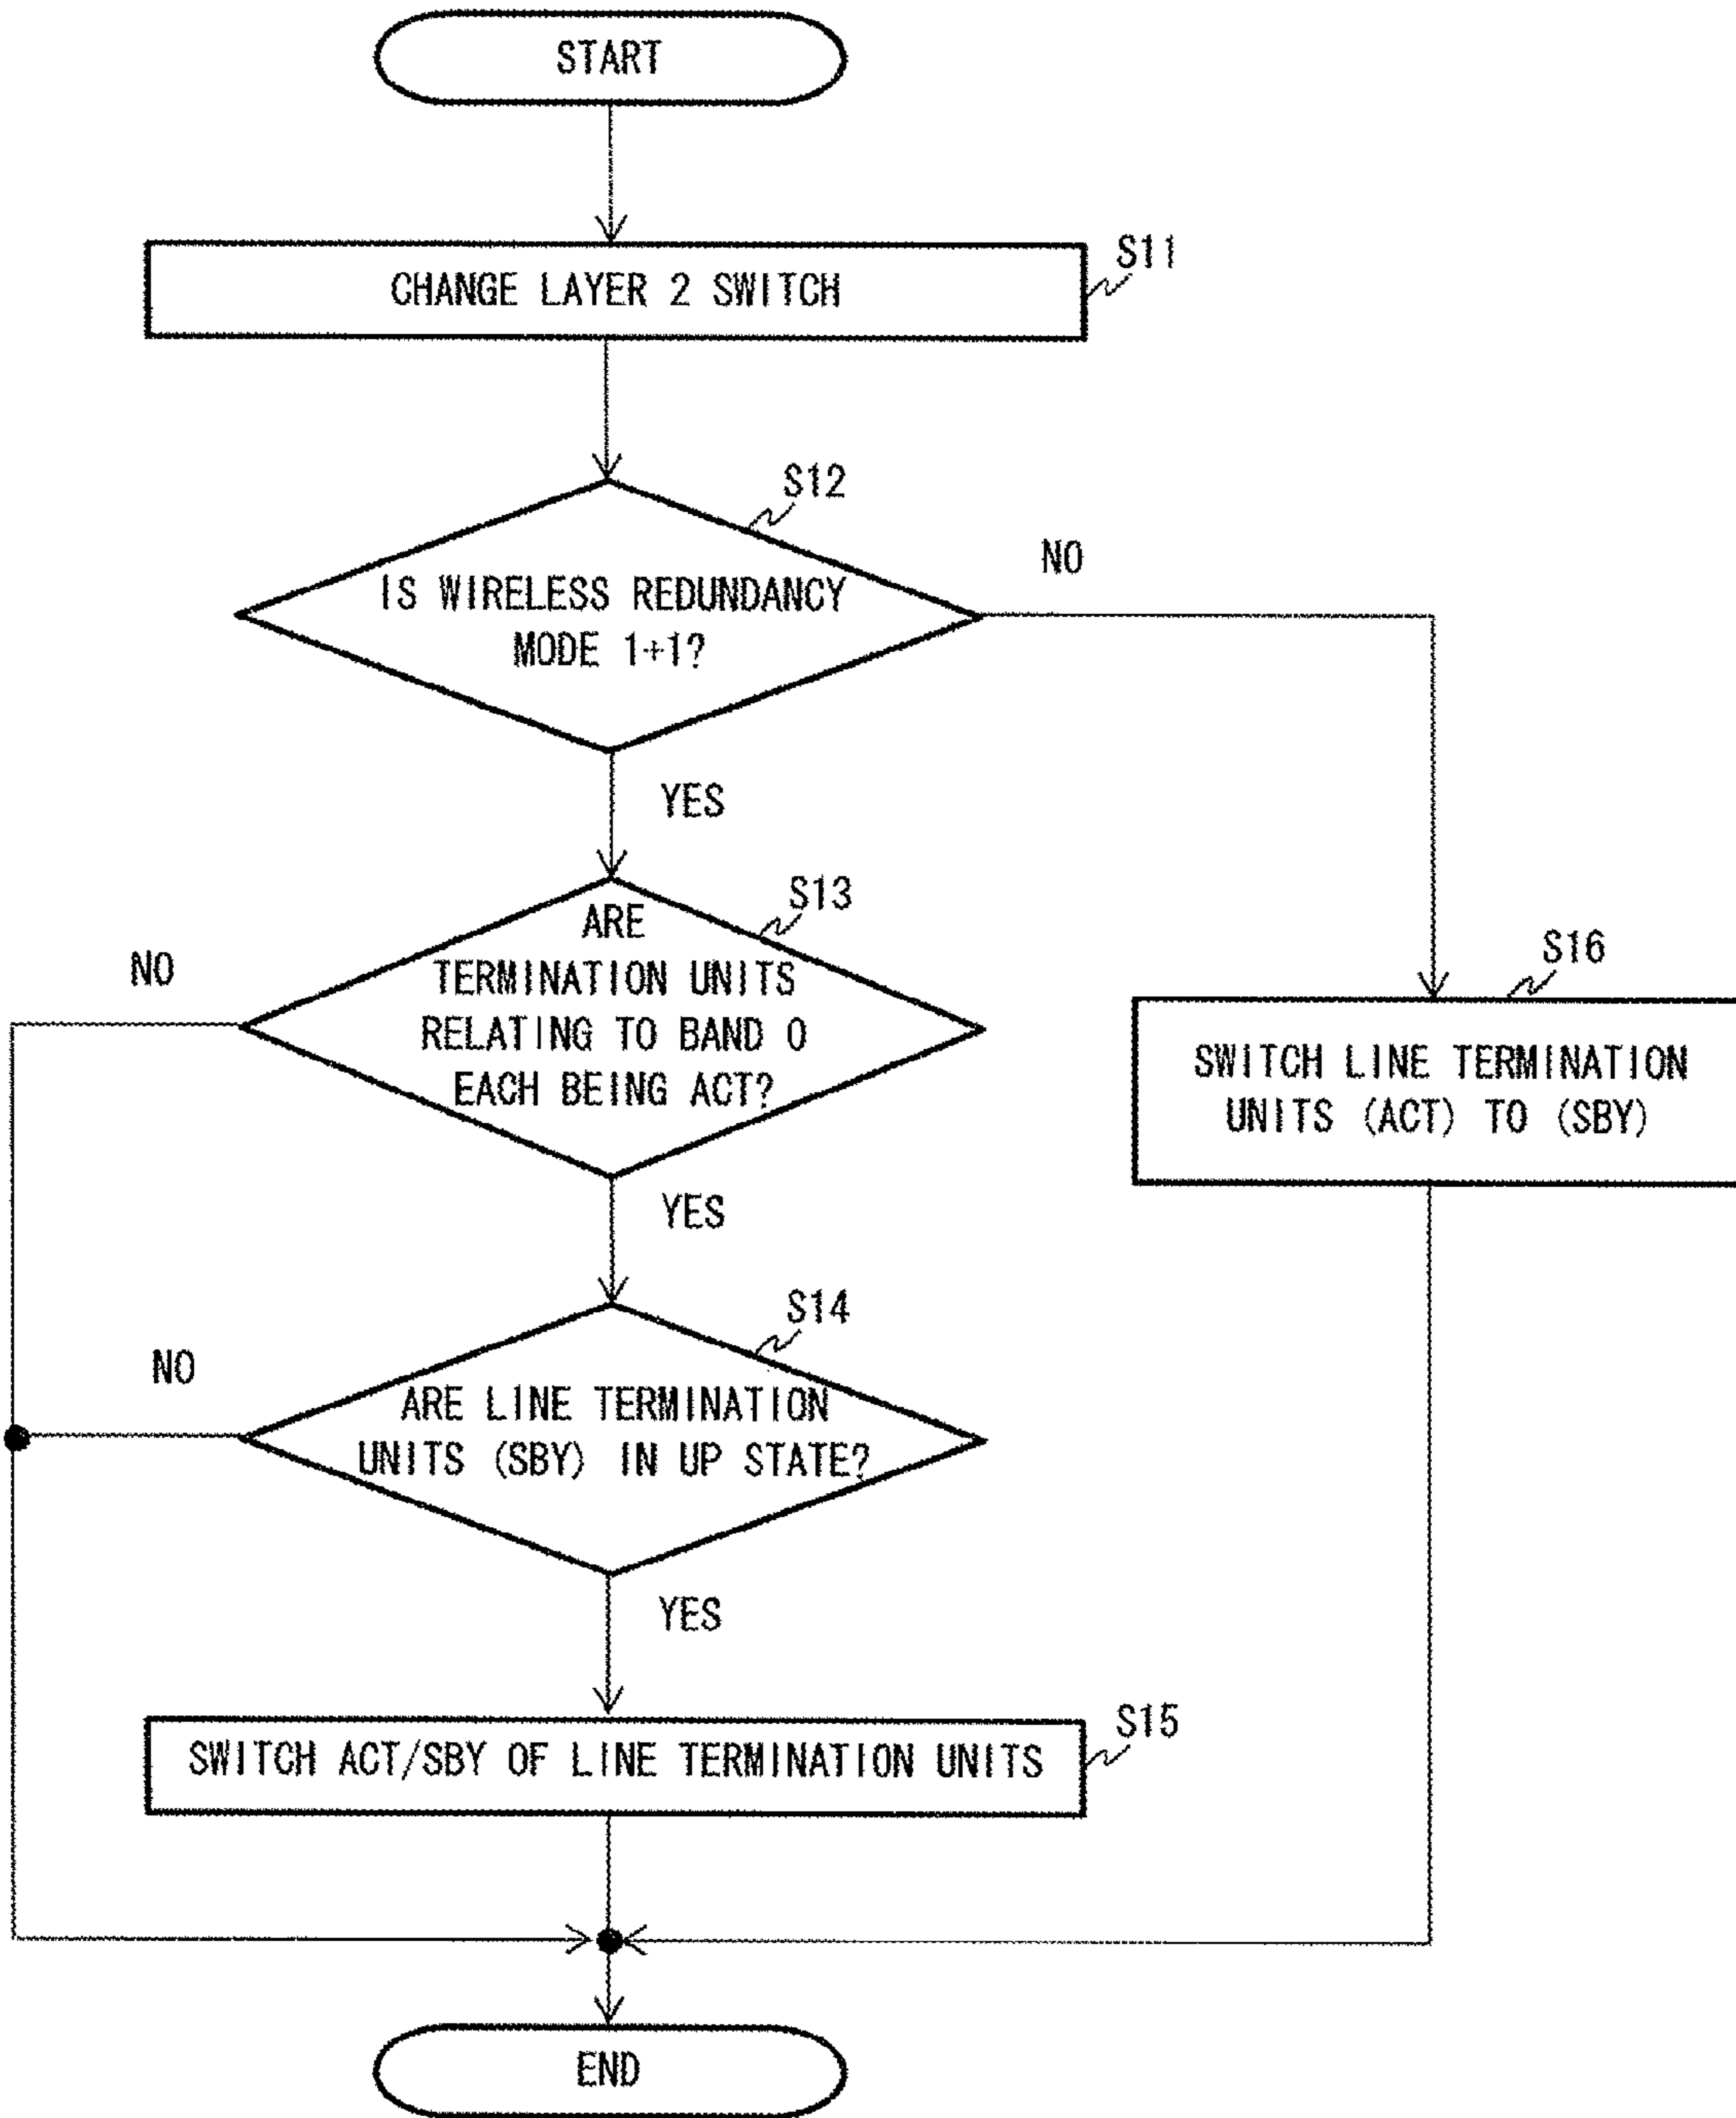 START
CHANGE LAYER 2 SWITCH
S11
S12
IS WIRELESS REDUNDANCY
MODE 1+1?
NO
YES
S13
ARE
TERMINATION UNITS
RELATING TO BAND 0
EACH BEING ACT?
NO
YES
S16
SWITCH LINE TERMINATION
UNITS (ACT) TO (SBY)
S14
ARE LINE TERMINATION
UNITS (SBY) IN UP STATE?
NO
YES
S15
SWITCH ACT/SBY OF LINE TERMINATION UNITS
END